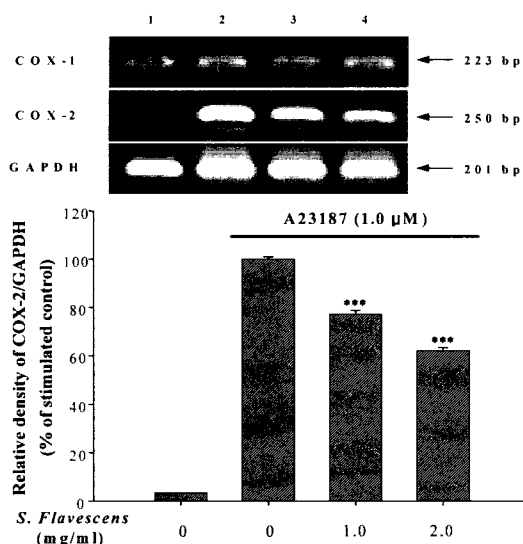 1 2 3 4
COX-1 223 bp
COX-2 250 bp
GAPDH 201 bp
A23187 (1.0 µM)
120
100
80
60
40
20
0
***
***
Relative density of COX-2/GAPDH
(% of stimulated control)
S. Flavescens
(mg/ml)
0 0 1.0 2.0